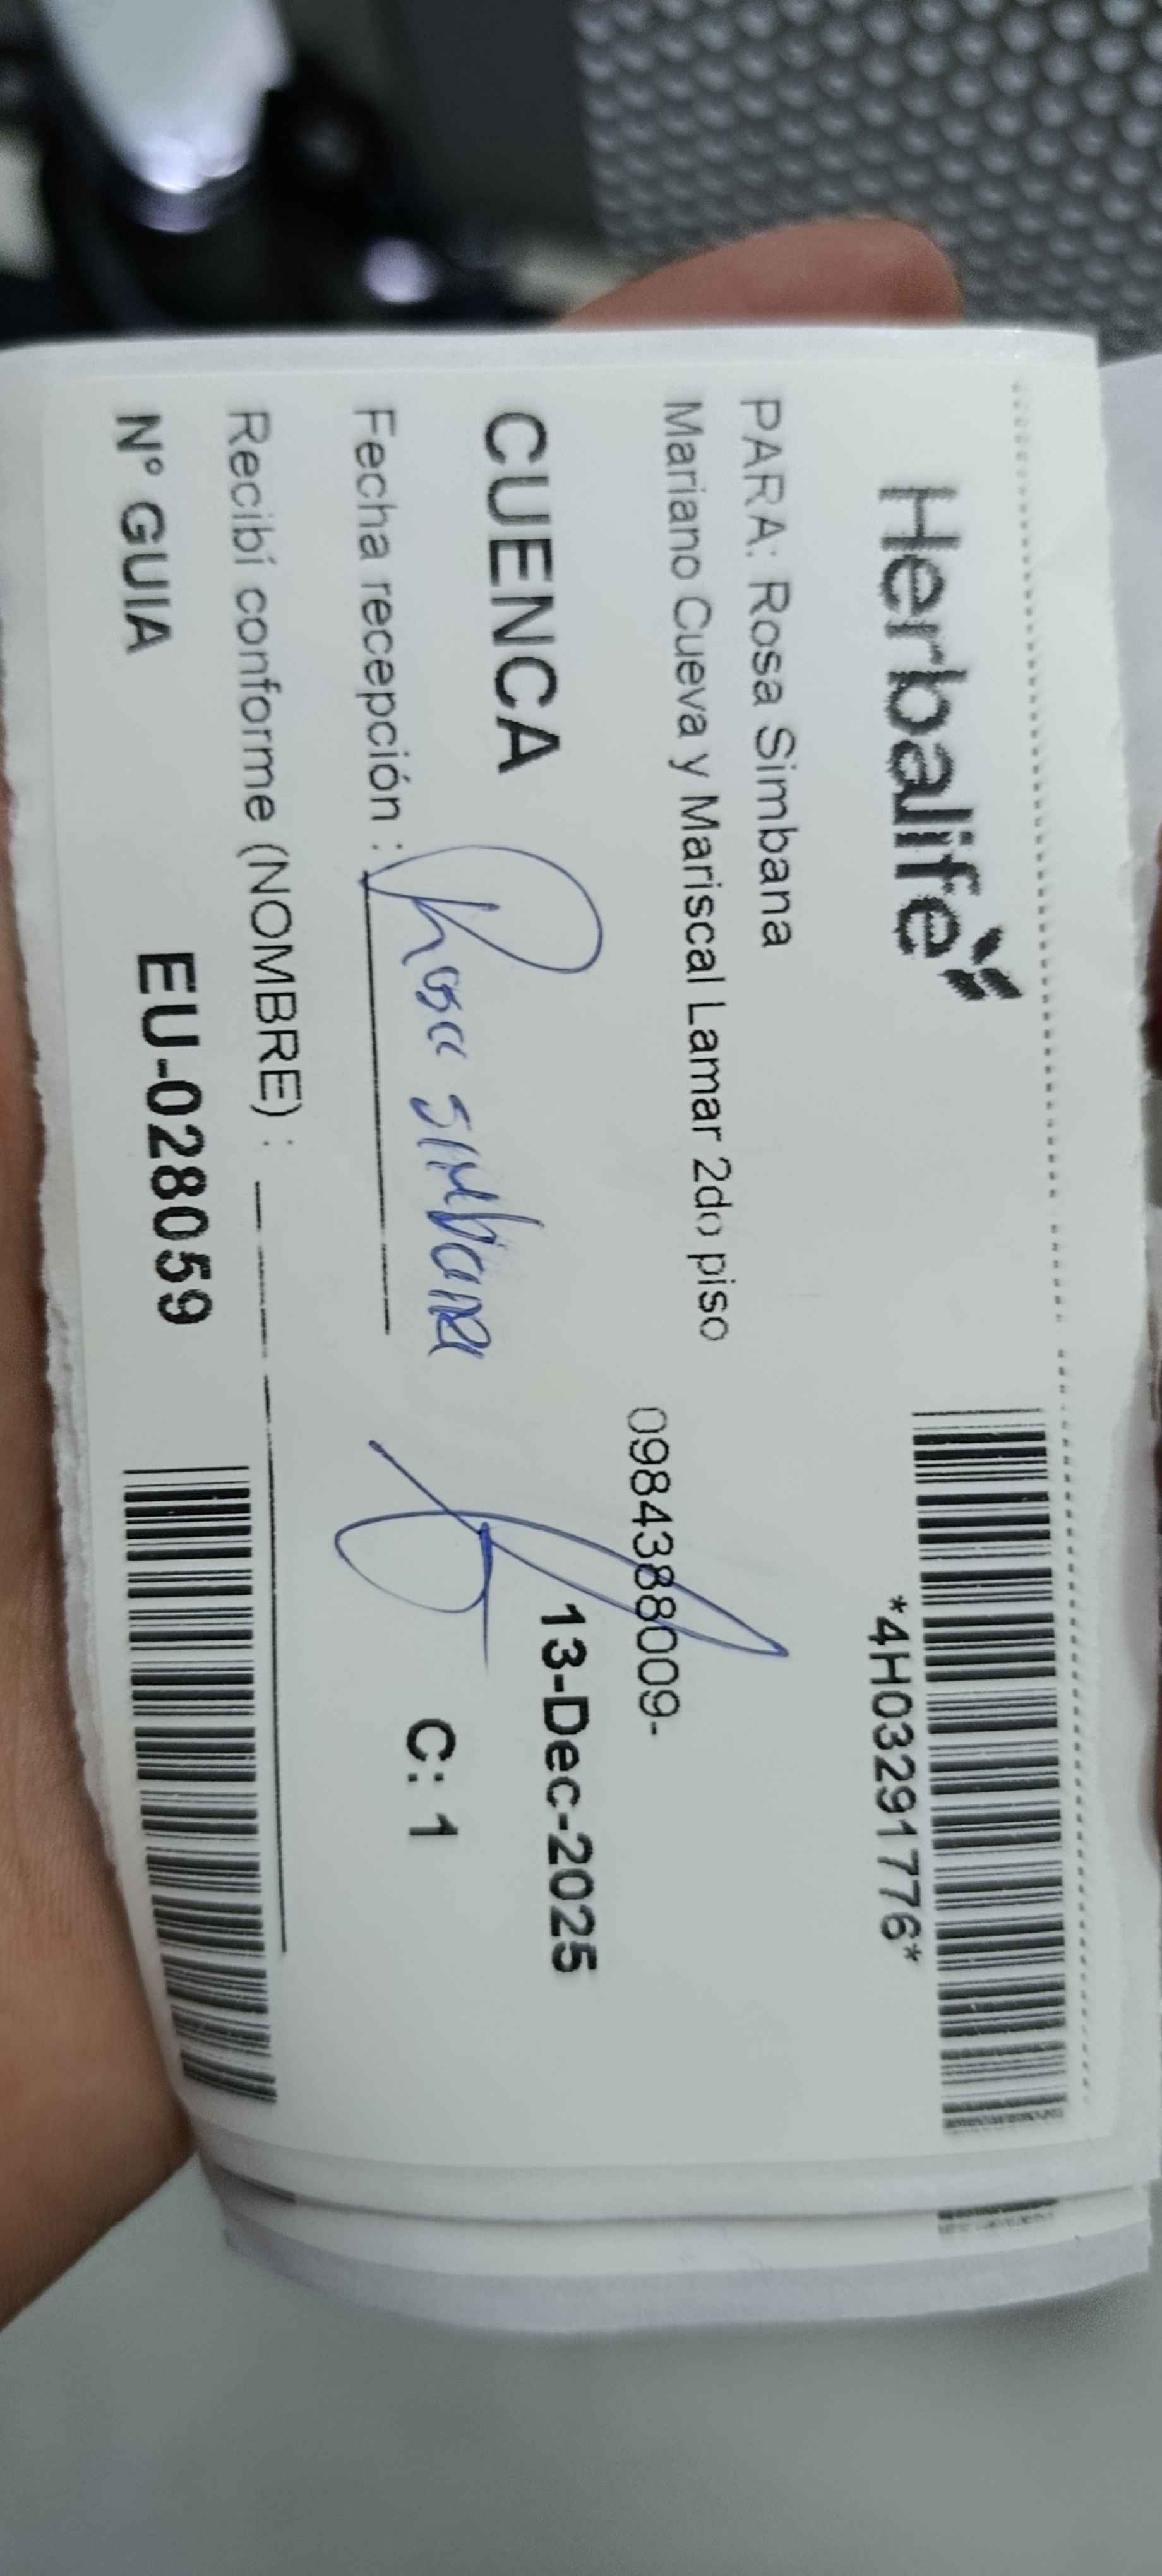 Herbalife
*4H03291776*
PARA: Rosa Simbana
Mariano Cueva y Mariscal Lamar 2do piso
0984388009-
CUENCA
13-Dec-2025
Fecha recepción :
Rosa Simbana
C: 1
Recibí conforme (NOMBRE) :
N° GUIA
EU-028059